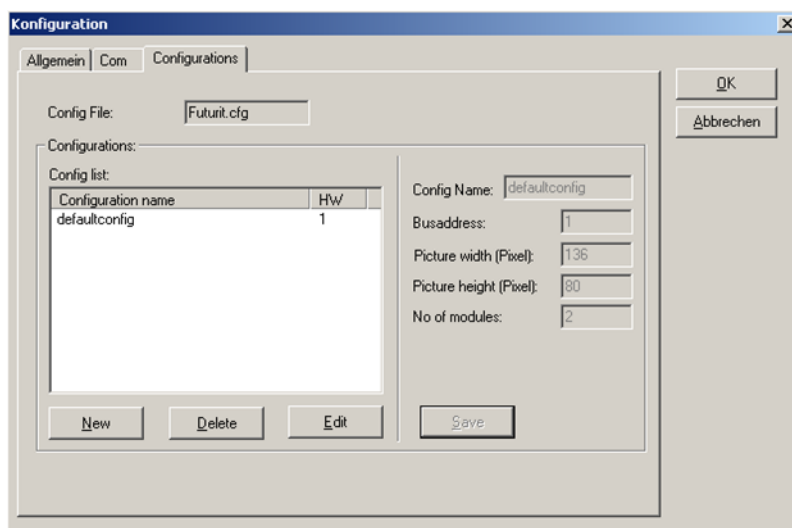 Konfiguration
Allgemein Com Configurations
OK
Abbrechen
Config File: Futurit.cfg
Configurations:
Config list:
Configuration name HW
defaultconfig 1
Config Name: defaultconfig
Busaddress: 1
Picture width (Pixel): 136
Picture height (Pixel): 80
No of modules: 2
New Delete Edit Save